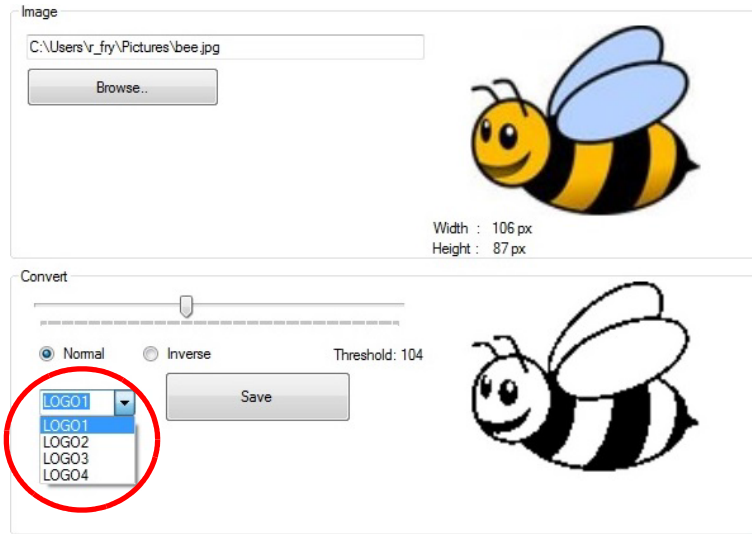 Image
C:\Users\r_fry\Pictures\bee.jpg
Browse..
Width : 106 px
Height : 87 px
Convert
Normal Inverse Threshold: 104
LOGO1 Save
LOGO1
LOGO2
LOGO3
LOGO4